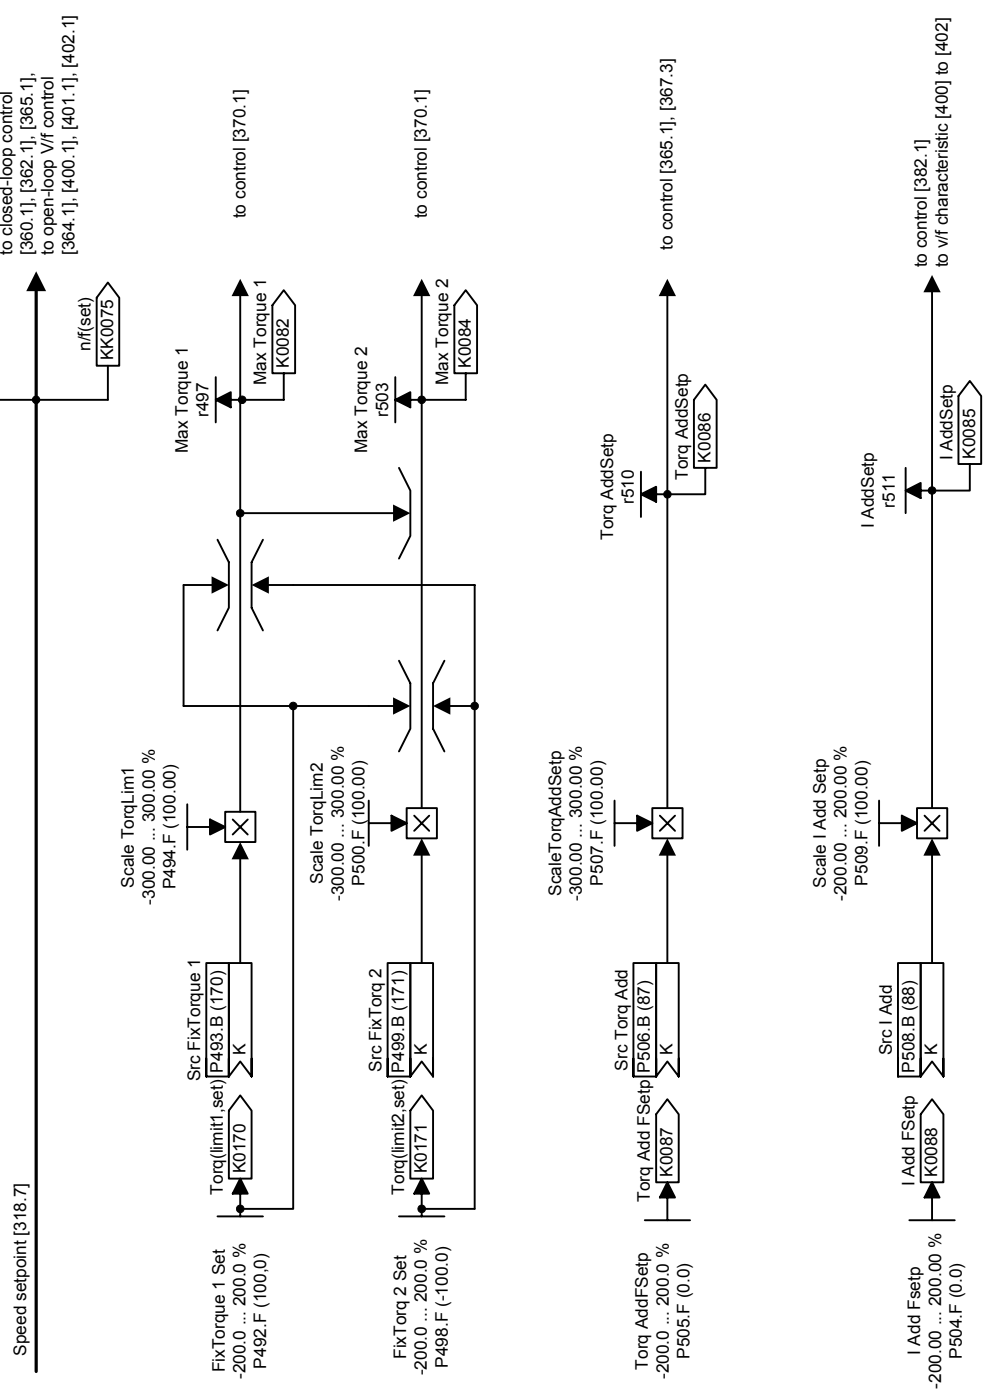 Speed setpoint [318.7]
n/f(set)
KK0075
to closed-loop control
[360.1], [362.1], [365.1],
to open-loop V/f control
[364.1], [400.1], [401.1], [402.1]
FixTorque 1 Set
-200.0 ... 200.0 %
P492.F (100,0)
Torq(limit1,set)
K0170
Src FixTorque 1
P493.B (170)
K
Scale TorqLim1
-300.00 ... 300.00 %
P494.F (100.00)
Max Torque 1
r497
Max Torque 1
K0082
to control [370.1]
FixTorq 2 Set
-200.0 ... 200.0 %
P498.F (-100.0)
Torq(limit2,set)
K0171
Src FixTorq 2
P499.B (171)
K
Scale TorqLim2
-300.00 ... 300.00 %
P500.F (100.00)
Max Torque 2
r503
Max Torque 2
K0084
to control [370.1]
Torq AddFSetp
-200.0 ... 200.0 %
P505.F (0.0)
Torq Add FSetp
K0087
Src Torq Add
P506.B (87)
K
ScaleTorqAddSetp
-300.00 ... 300.00 %
P507.F (100.00)
Torq AddSetp
r510
Torq AddSetp
K0086
to control [365.1], [367.3]
I Add Fsetp
-200.00 ... 200.00 %
P504.F (0.0)
I Add FSetp
K0088
Src I Add
P508.B (88)
K
Scale I Add Setp
-200.00 ... 200.00 %
P509.F (100.00)
I AddSetp
r511
I AddSetp
K0085
to control [382.1]
to v/f characteristic [400] to [402]